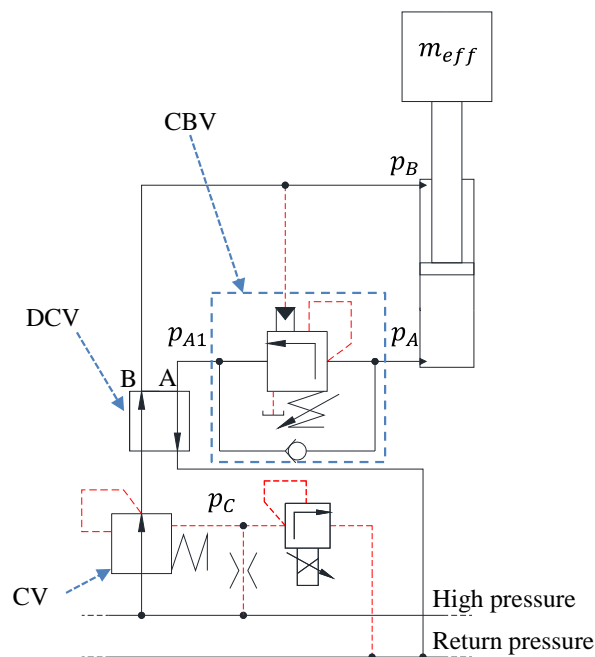 m_eff
CBV
p_B
DCV
p_A1
p_A
B A
p_C
CV
High pressure
Return pressure